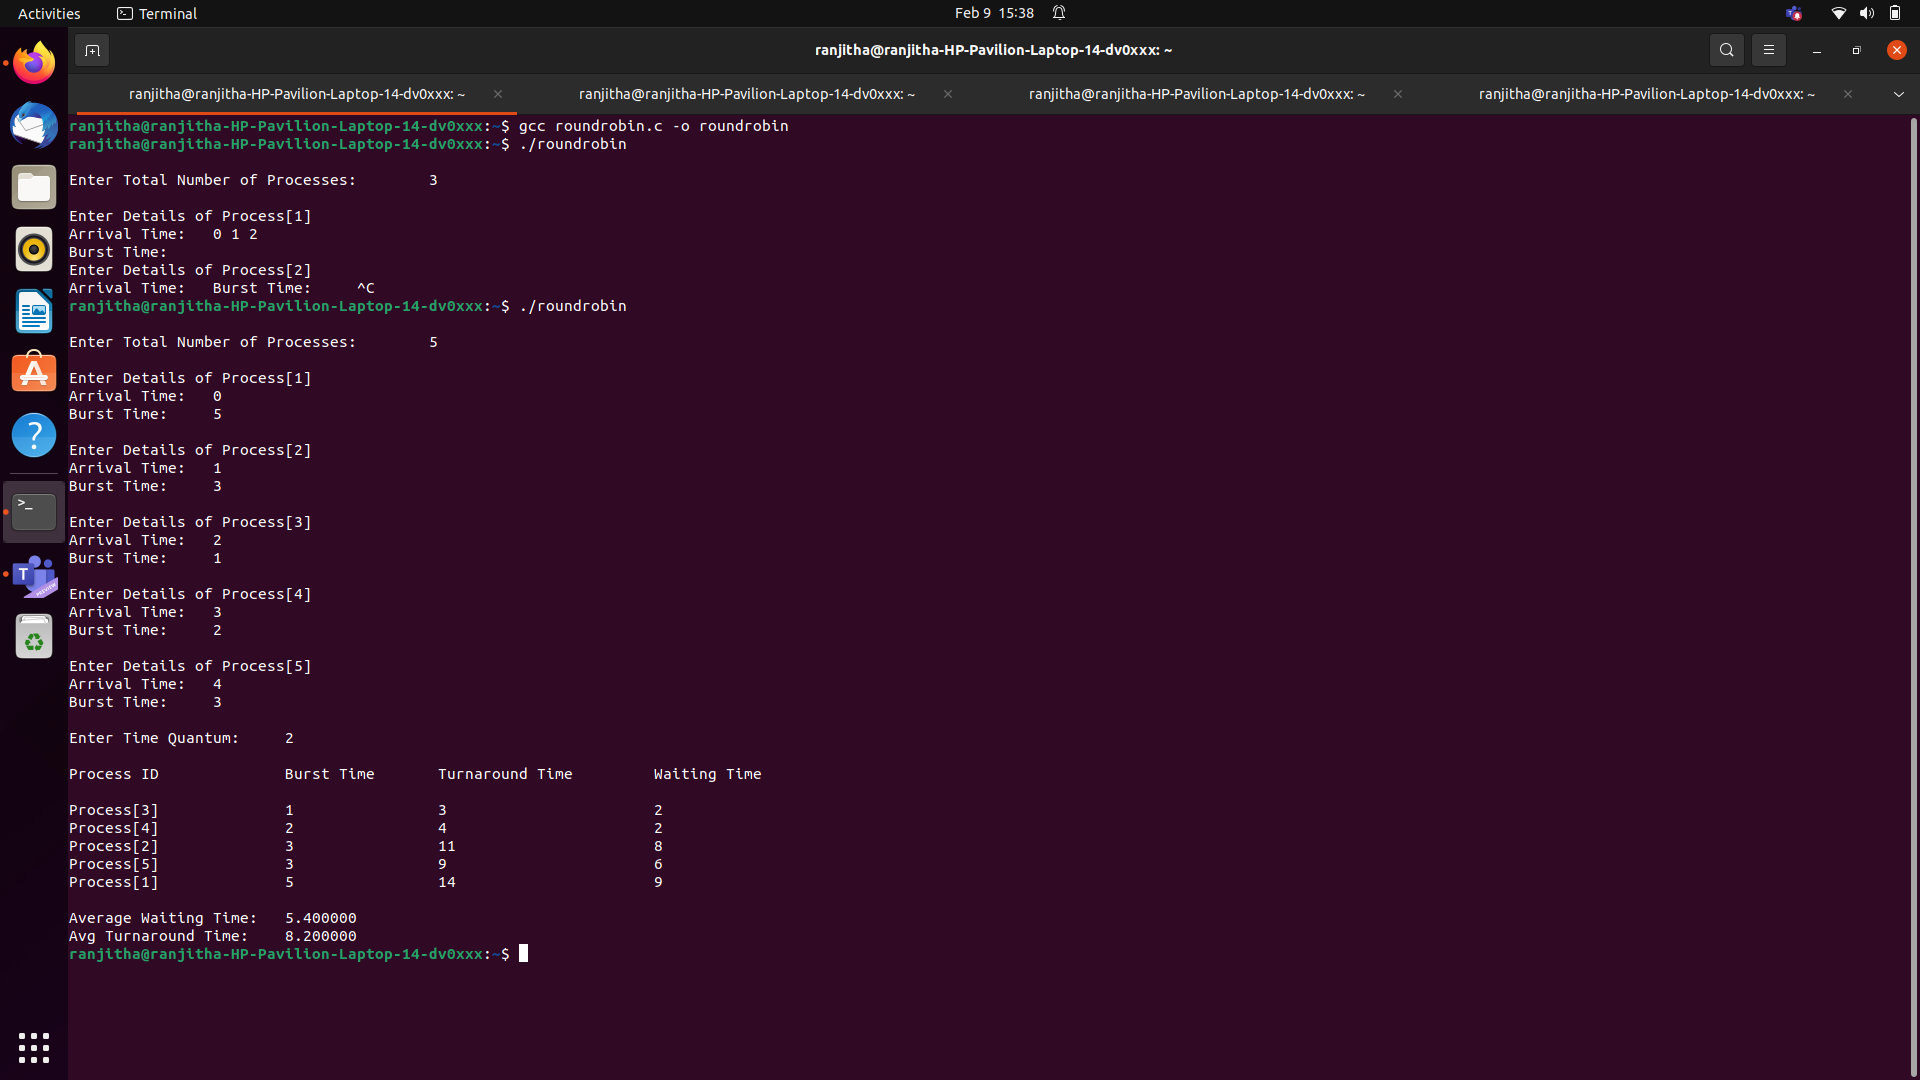 Activities Terminal Feb 9 15:38
ranjitha@ranjitha-HP-Pavilion-Laptop-14-dv0xxx: ~
ranjitha@ranjitha-HP-Pavilion-Laptop-14-dv0xxx: ~ ranjitha@ranjitha-HP-Pavilion-Laptop-14-dv0xxx: ~ ranjitha@ranjitha-HP-Pavilion-Laptop-14-dv0xxx: ~ ranjitha@ranjitha-HP-Pavilion-Laptop-14-dv0xxx: ~
ranjitha@ranjitha-HP-Pavilion-Laptop-14-dv0xxx:~$ gcc roundrobin.c -o roundrobin
ranjitha@ranjitha-HP-Pavilion-Laptop-14-dv0xxx:~$ ./roundrobin
Enter Total Number of Processes: 3
Enter Details of Process[1]
Arrival Time: 0 1 2
Burst Time:
Enter Details of Process[2]
Arrival Time: Burst Time: ^C
ranjitha@ranjitha-HP-Pavilion-Laptop-14-dv0xxx:~$ ./roundrobin
Enter Total Number of Processes: 5
Enter Details of Process[1]
Arrival Time: 0
Burst Time: 5
Enter Details of Process[2]
Arrival Time: 1
Burst Time: 3
Enter Details of Process[3]
Arrival Time: 2
Burst Time: 1
Enter Details of Process[4]
Arrival Time: 3
Burst Time: 2
Enter Details of Process[5]
Arrival Time: 4
Burst Time: 3
Enter Time Quantum: 2
Process ID Burst Time Turnaround Time Waiting Time
Process[3] 1 3 2
Process[4] 2 4 2
Process[2] 3 11 8
Process[5] 3 9 6
Process[1] 5 14 9
Average Waiting Time: 5.400000
Avg Turnaround Time: 8.200000
ranjitha@ranjitha-HP-Pavilion-Laptop-14-dv0xxx:~$